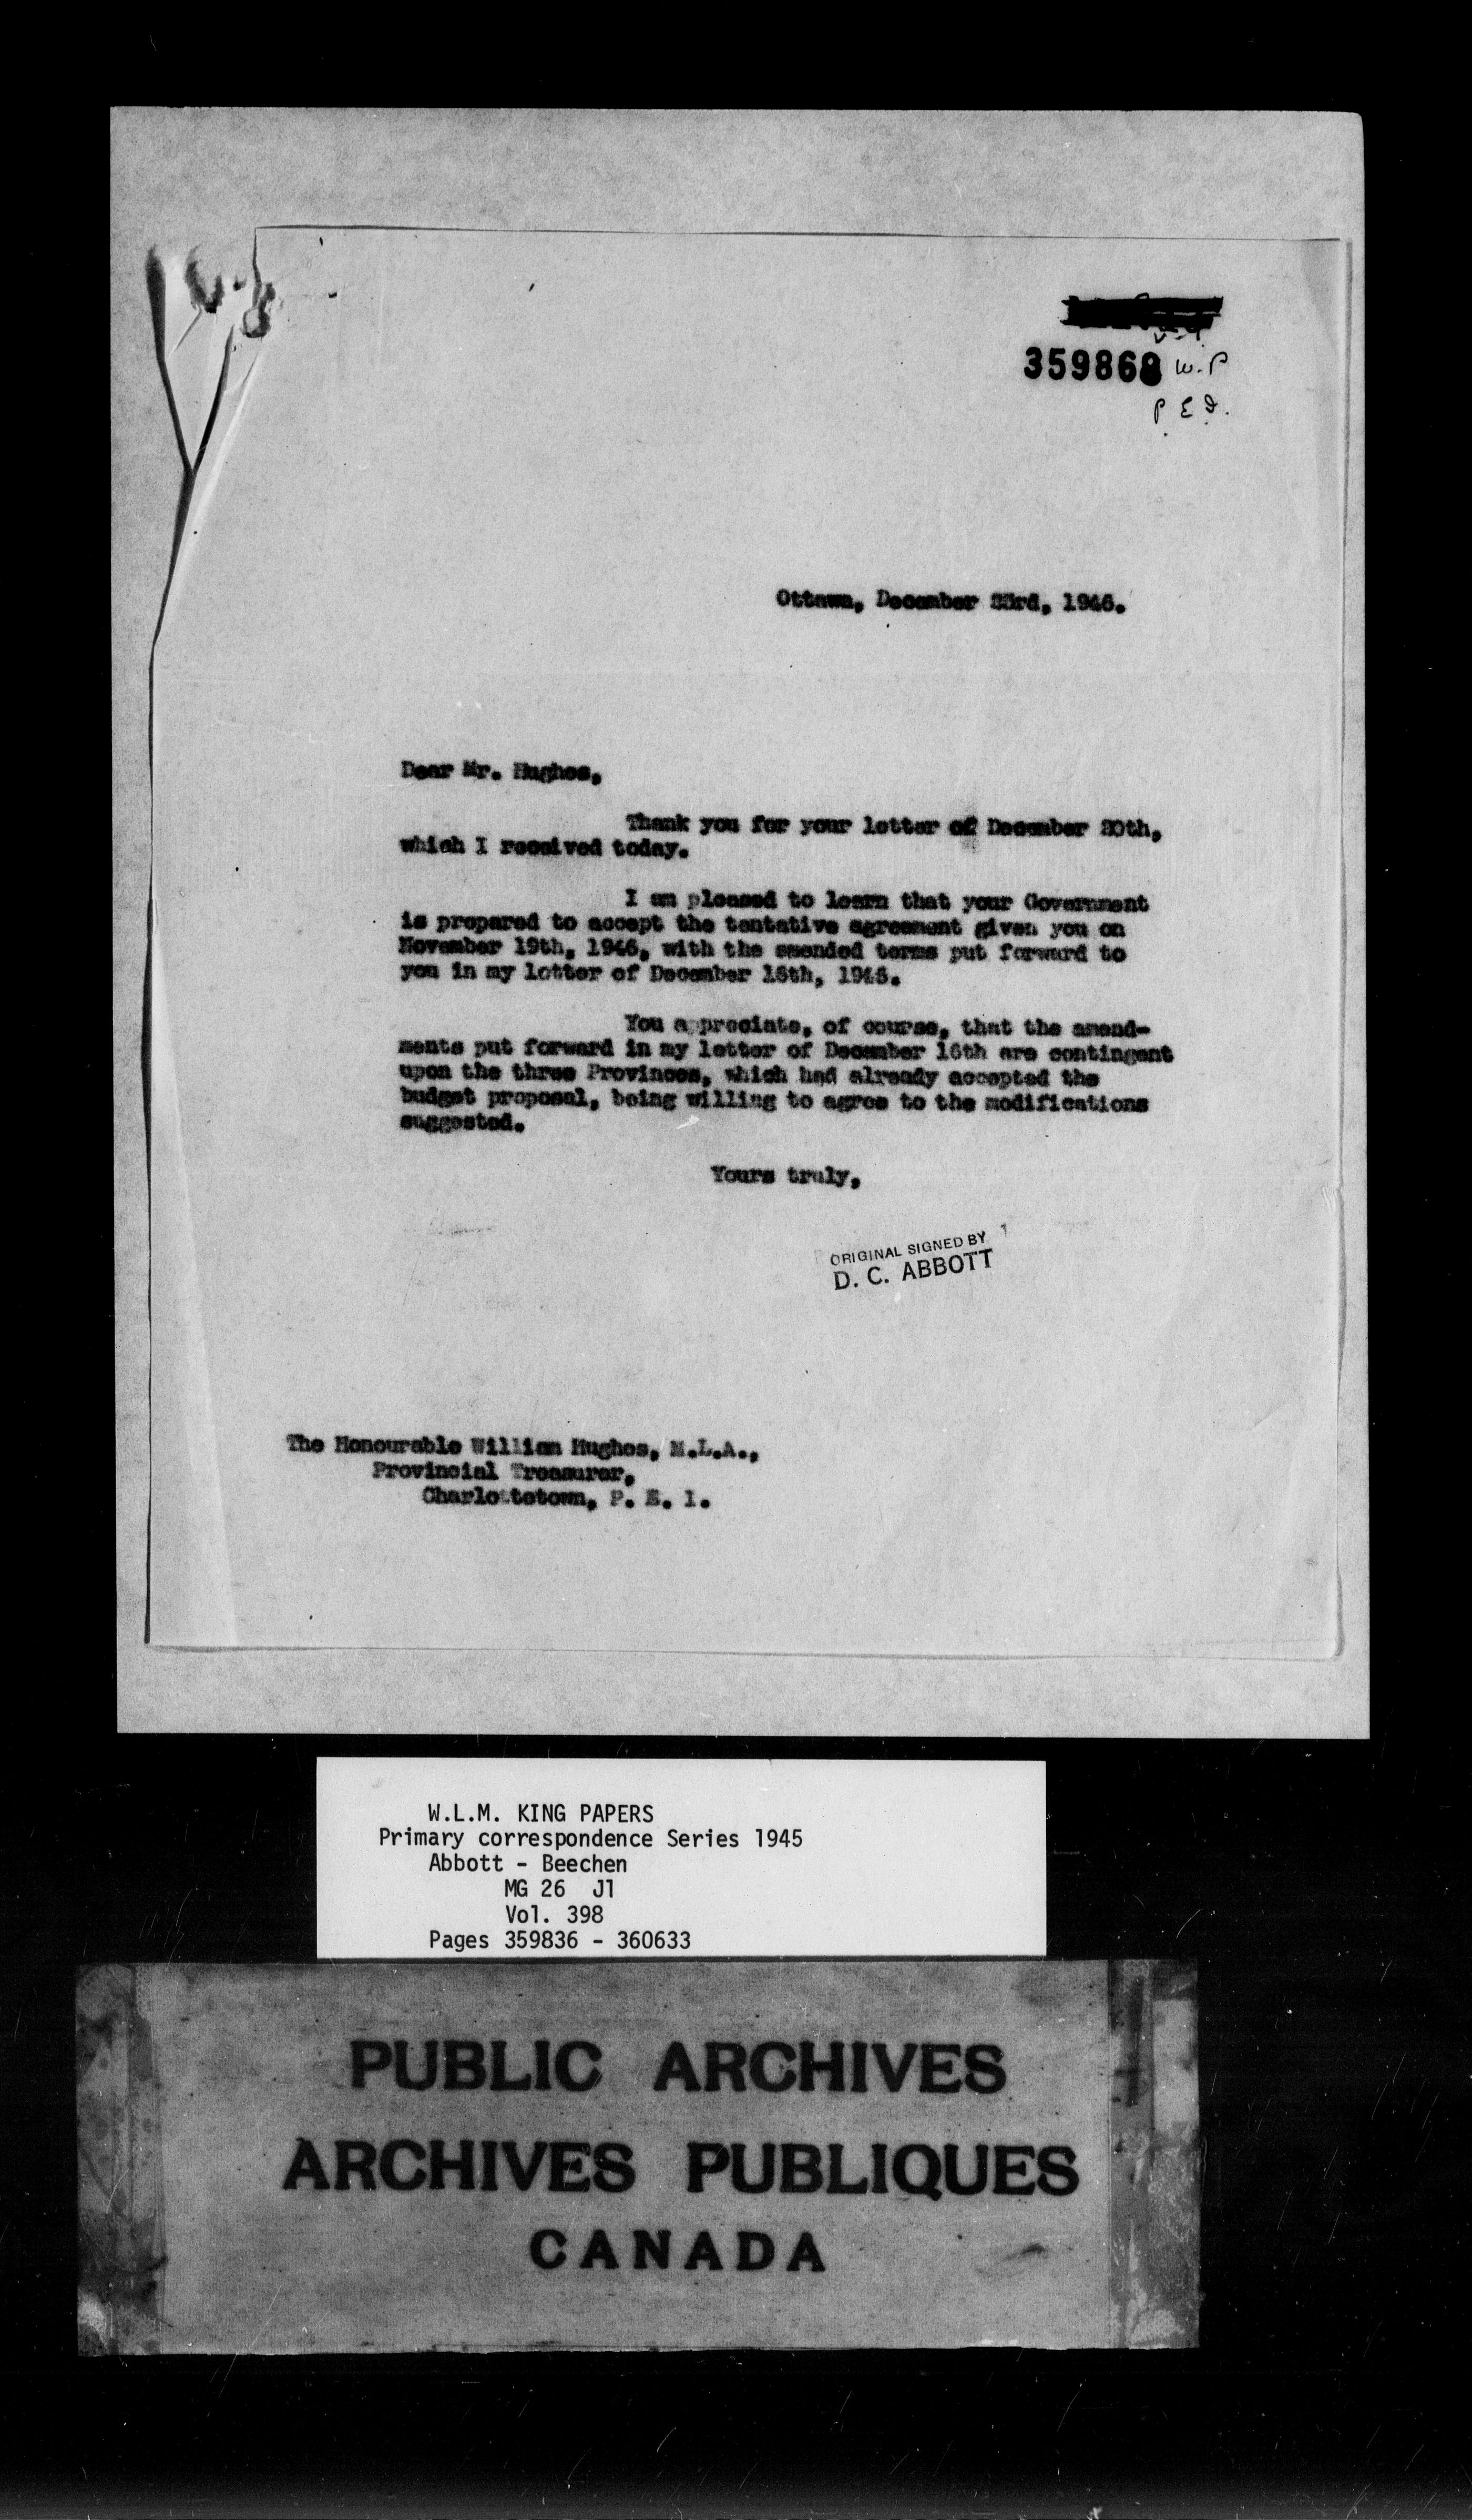 359868 W.P
P.E.I.
Ottawa, December 23rd, 1946.
Dear Mr. Hughes,
Thank you for your letter of December 20th,
which I received today.
I am pleased to learn that your Government
is prepared to accept the tentative agreement given you on
November 19th, 1946, with the amended terms put forward to
you in my letter of December 16th, 1946.
You appreciate, of course, that the amend-
ments put forward in my letter of December 16th are contingent
upon the three Provinces, which had already accepted the
budget proposal, being willing to agree to the modifications
suggested.
Yours truly,
ORIGINAL SIGNED BY
D. C. ABBOTT
The Honourable William Hughes, M.L.A.,
Provincial Treasurer,
Charlottetown, P. E. I.
W.L.M. KING PAPERS
Primary correspondence Series 1945
Abbott - Beechen
MG 26 J1
Vol. 398
Pages 359836 - 360633
PUBLIC ARCHIVES
ARCHIVES PUBLIQUES
CANADA